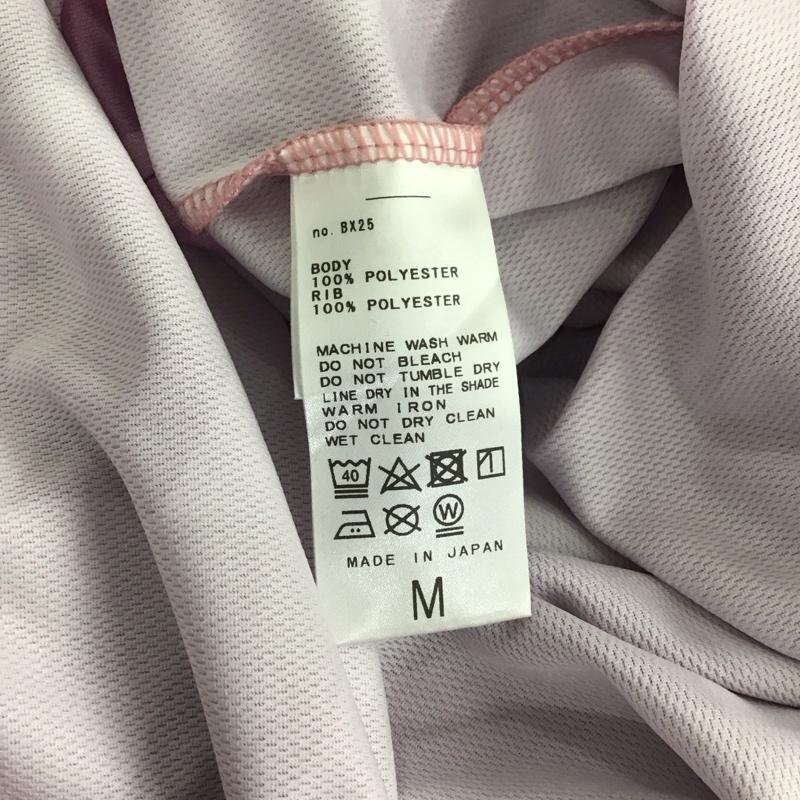 no. BX25
BODY
100% POLYESTER
RIB
100% POLYESTER
MACHINE WASH WARM
DO NOT BLEACH
DO NOT TUMBLE DRY
LINE DRY IN THE SHADE
WARM IRON
DO NOT DRY CLEAN
WET CLEAN
40
W
MADE IN JAPAN
M